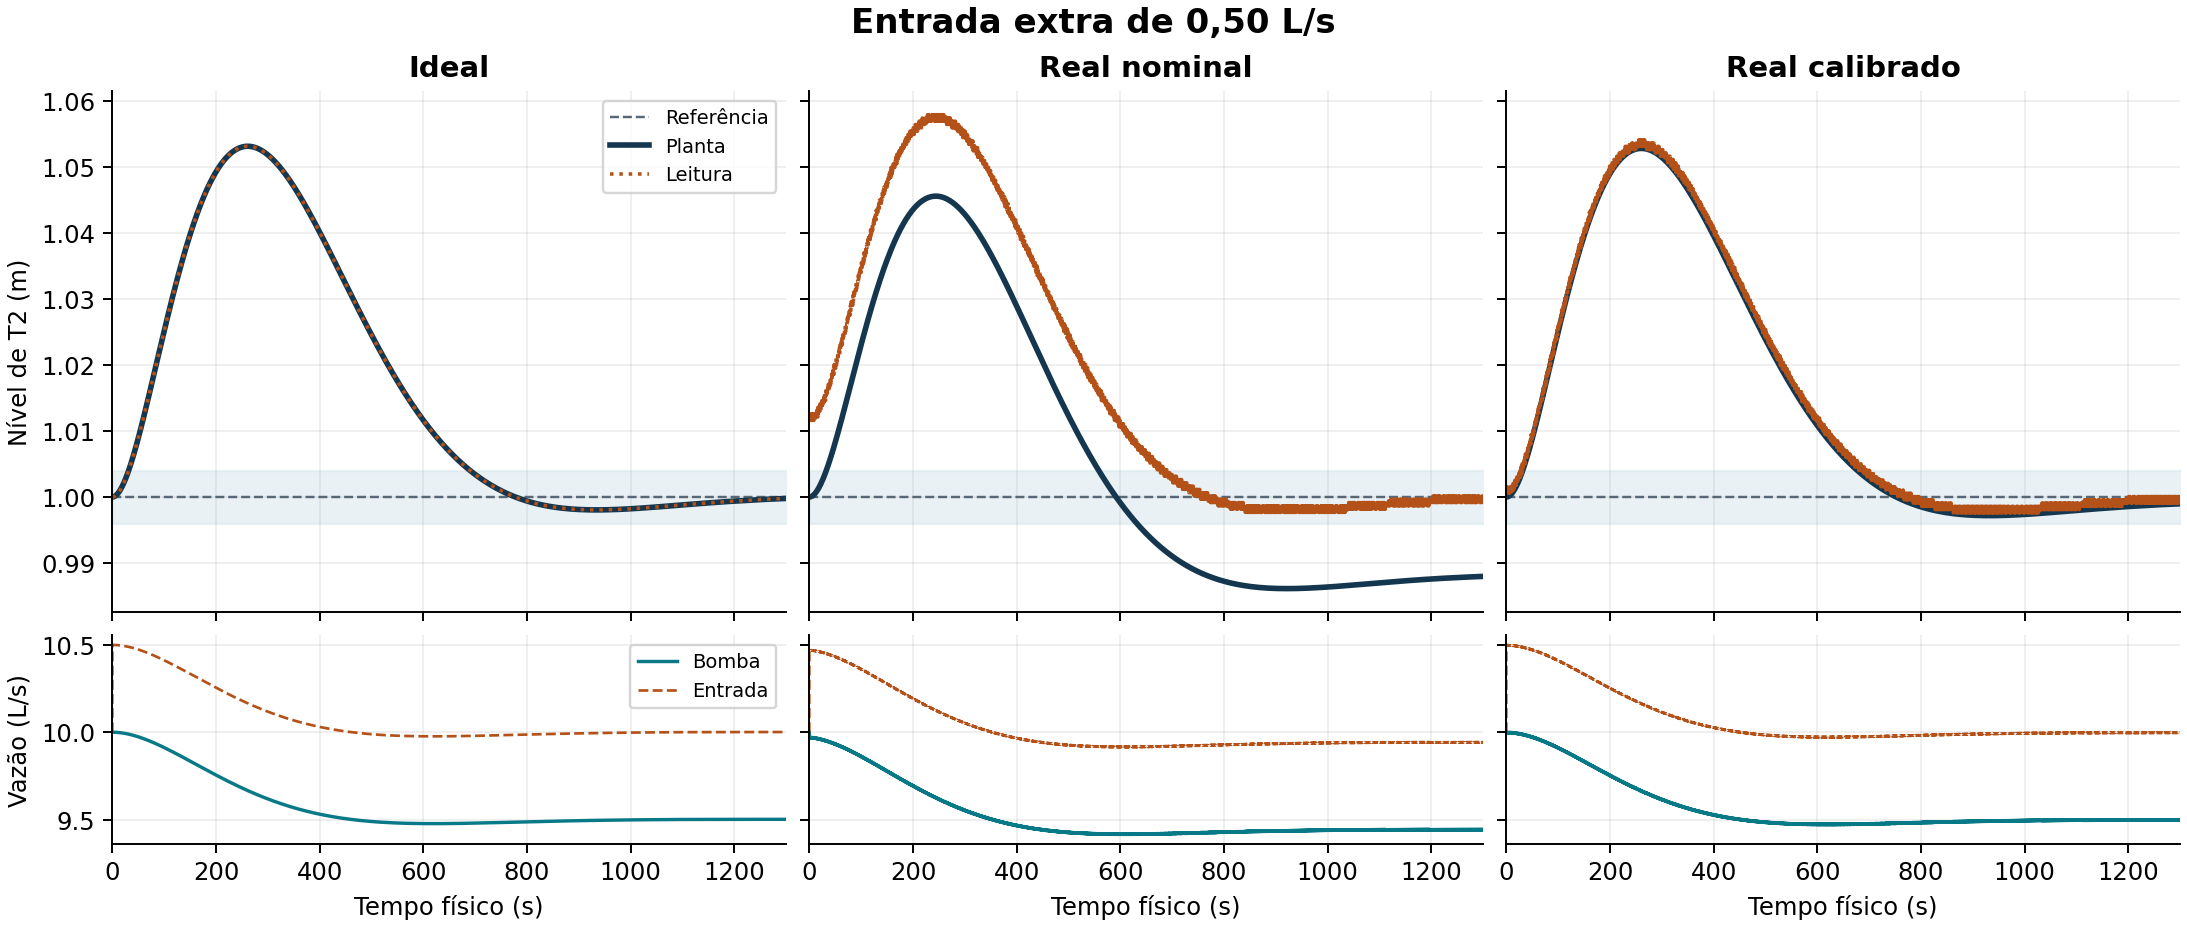 Entrada extra de 0,50 L/s
Ideal
Real nominal
Real calibrado
Nível de T2 (m)
1.06
1.05
1.04
1.03
1.02
1.01
1.00
0.99
Referência
Planta
Leitura
Vazão (L/s)
10.5
10.0
9.5
Bomba
Entrada
0 200 400 600 800 1000 1200
0 200 400 600 800 1000 1200
0 200 400 600 800 1000 1200
Tempo físico (s)
Tempo físico (s)
Tempo físico (s)